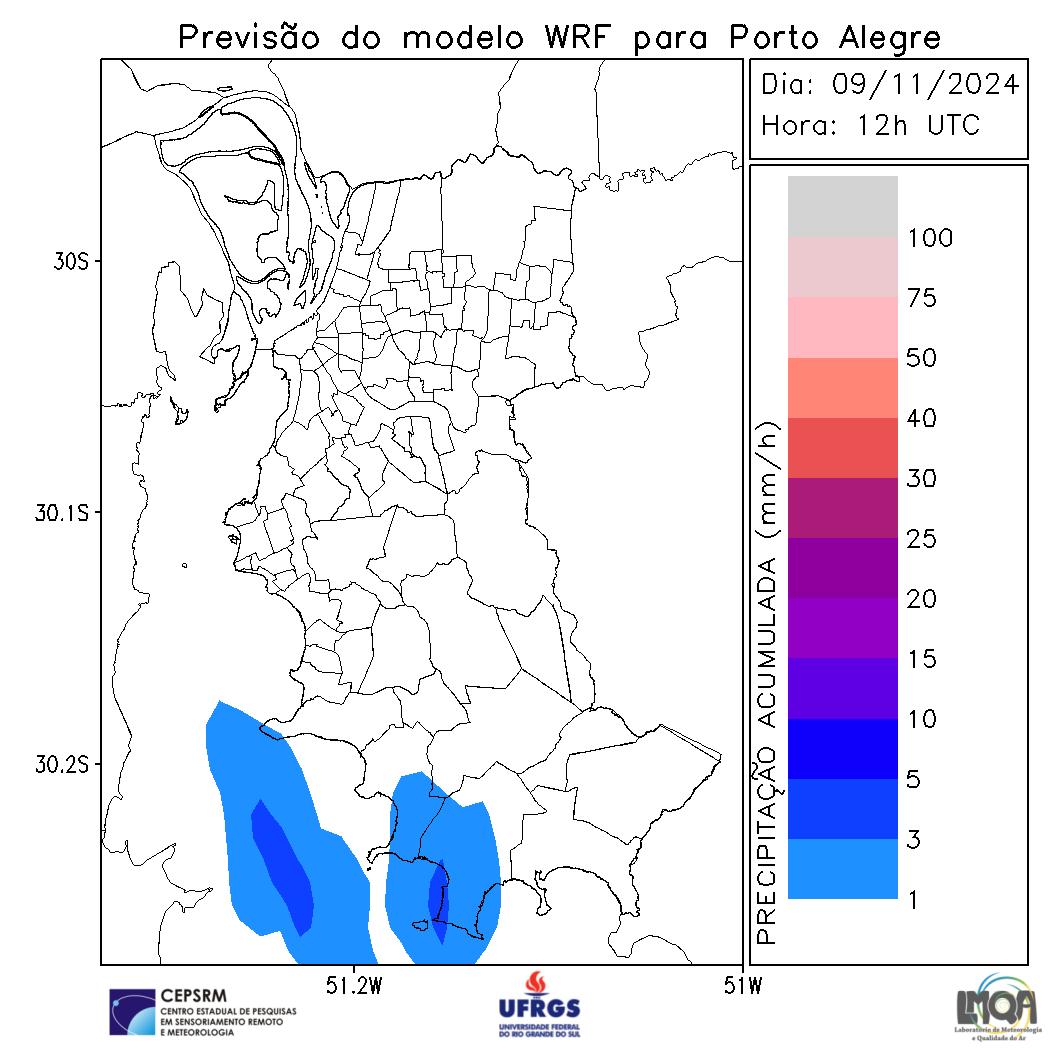 Previsão do modelo WRF para Porto Alegre
Dia: 09/11/2024
Hora: 12h UTC
30S
30.1S
30.2S
51.2W
51W
PRECIPITAÇÃO ACUMULADA (mm/h)
100
75
50
40
30
25
20
15
10
5
3
1
CEPSRM
CENTRO ESTADUAL DE PESQUISAS
EM SENSORIAMENTO REMOTO
E METEOROLOGIA
UFRGS
UNIVERSIDADE FEDERAL
DO RIO GRANDE DO SUL
LMQA
Laboratório de Meteorologia
e Qualidade do Ar